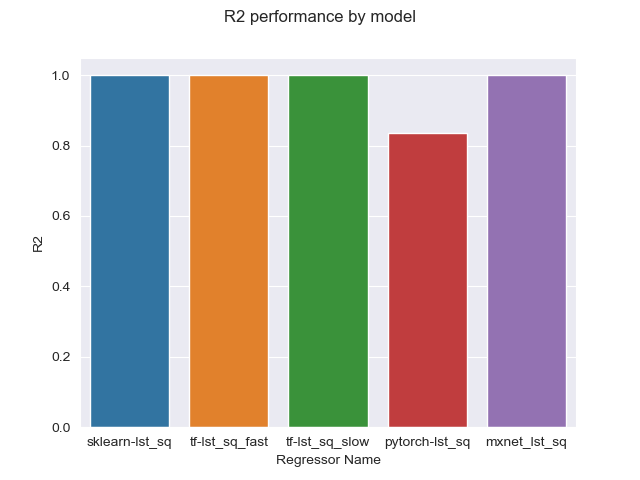 R2 performance by model
1.0
0.8
0.6
0.4
0.2
0.0
R2
sklearn-lst_sq tf-lst_sq_fast tf-lst_sq_slow pytorch-lst_sq mxnet_lst_sq
Regressor Name